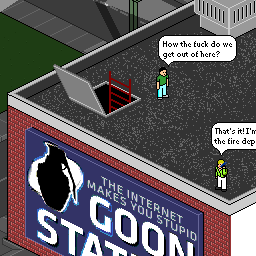 How the fuck do we
get out of here?
That's it! I'm
the fire dep
THE INTERNET
MAKES YOU STUPID
GOON
STAT